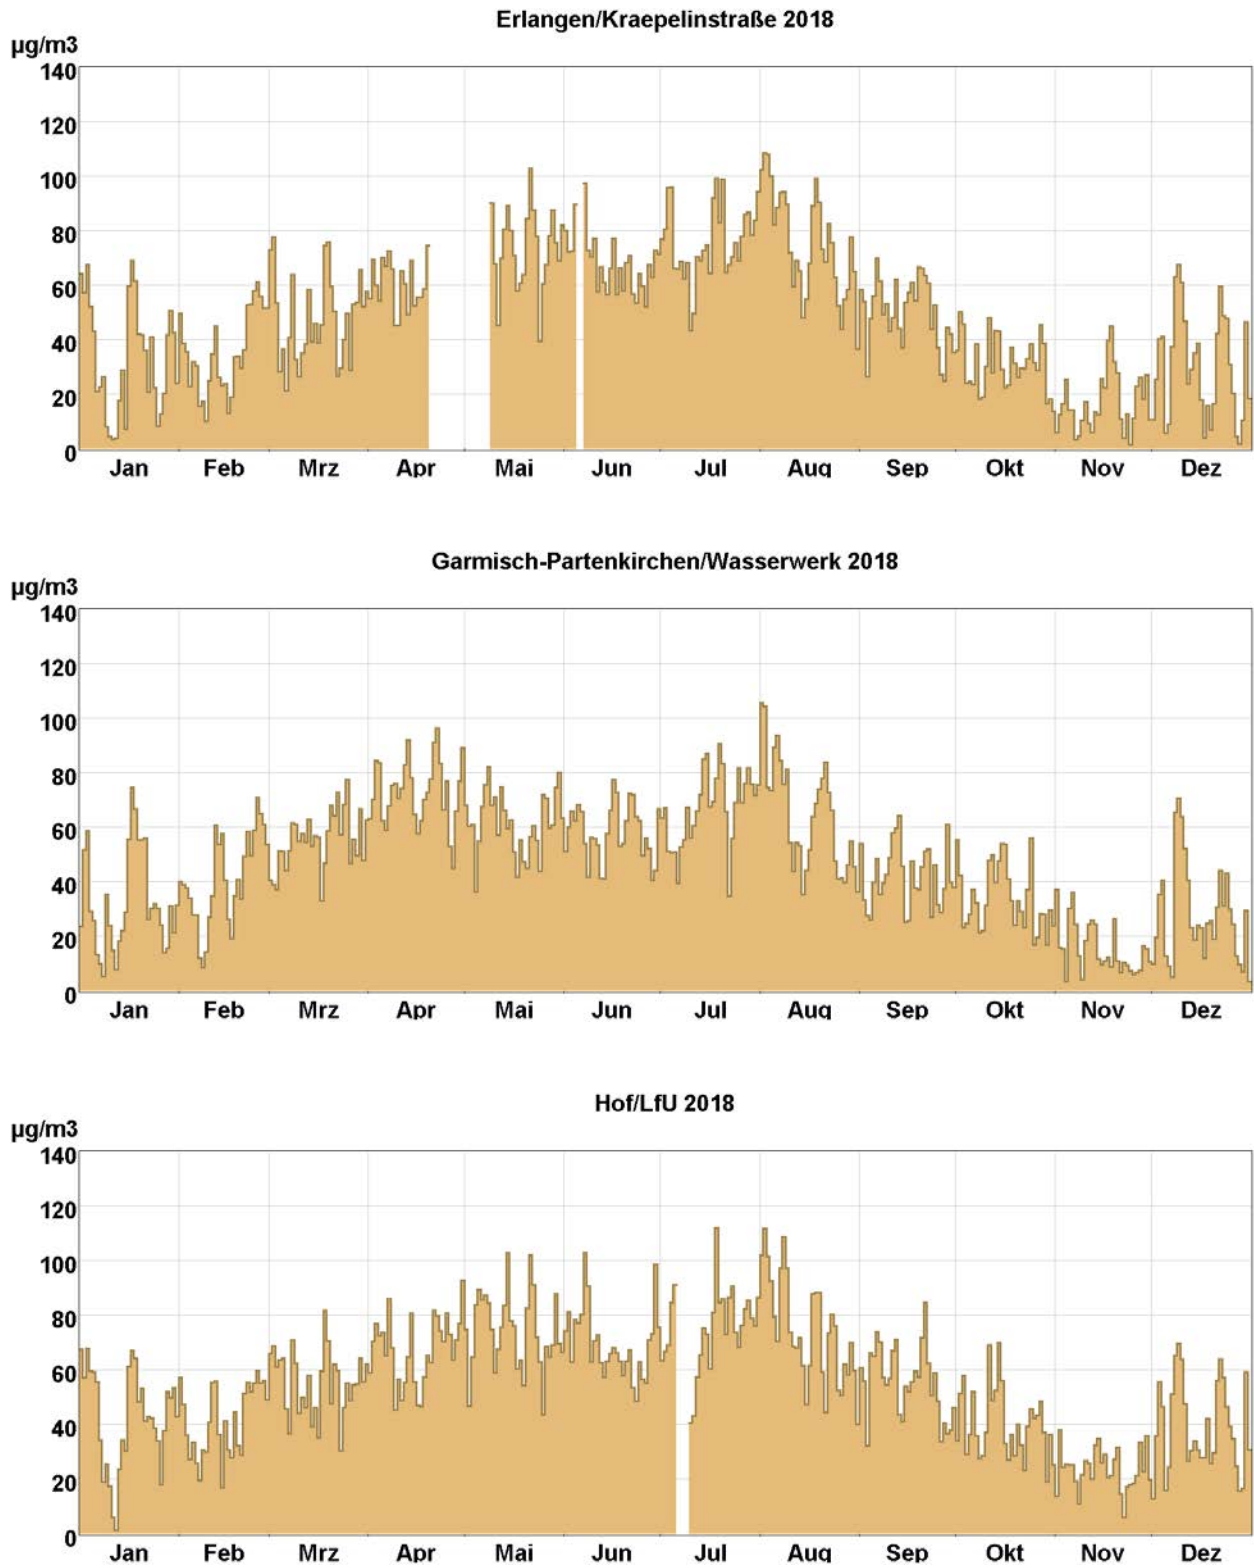 Erlangen/Kraepelinstraße 2018
µg/m3
140
120
100
80
60
40
20
0
Jan Feb Mrz Apr Mai Jun Jul Aug Sep Okt Nov Dez
Garmisch-Partenkirchen/Wasserwerk 2018
µg/m3
140
120
100
80
60
40
20
0
Jan Feb Mrz Apr Mai Jun Jul Aug Sep Okt Nov Dez
Hof/LfU 2018
µg/m3
140
120
100
80
60
40
20
0
Jan Feb Mrz Apr Mai Jun Jul Aug Sep Okt Nov Dez